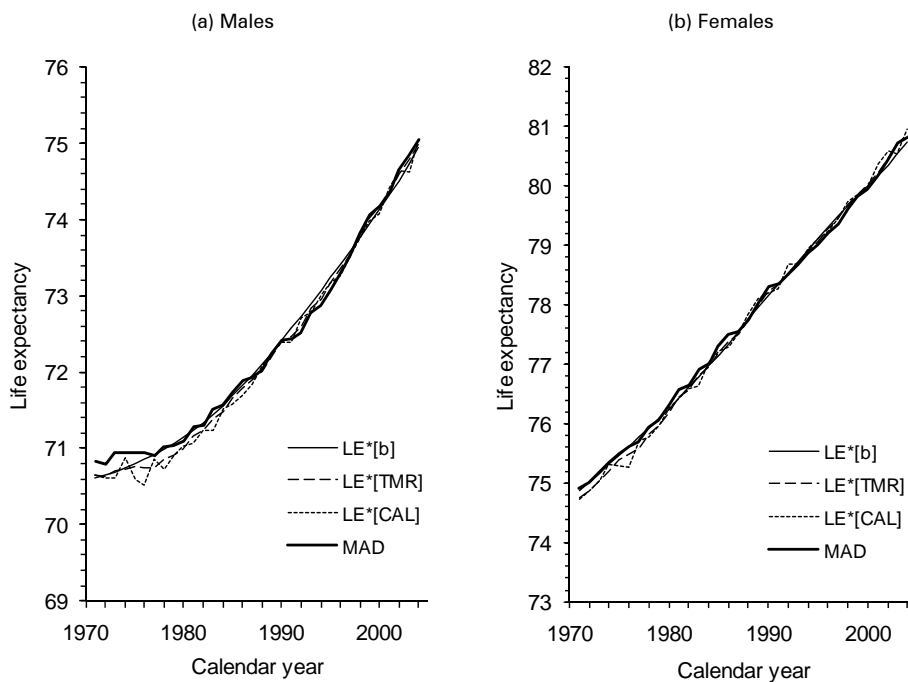 (a) Males
(b) Females
76
75
74
73
72
71
70
69
Life expectancy
1970
1980
1990
2000
Calendar year
LE*[b]
LE*[TMR]
LE*[CAL]
MAD
82
81
80
79
78
77
76
75
74
73
Life expectancy
1970
1980
1990
2000
Calendar year
LE*[b]
LE*[TMR]
LE*[CAL]
MAD